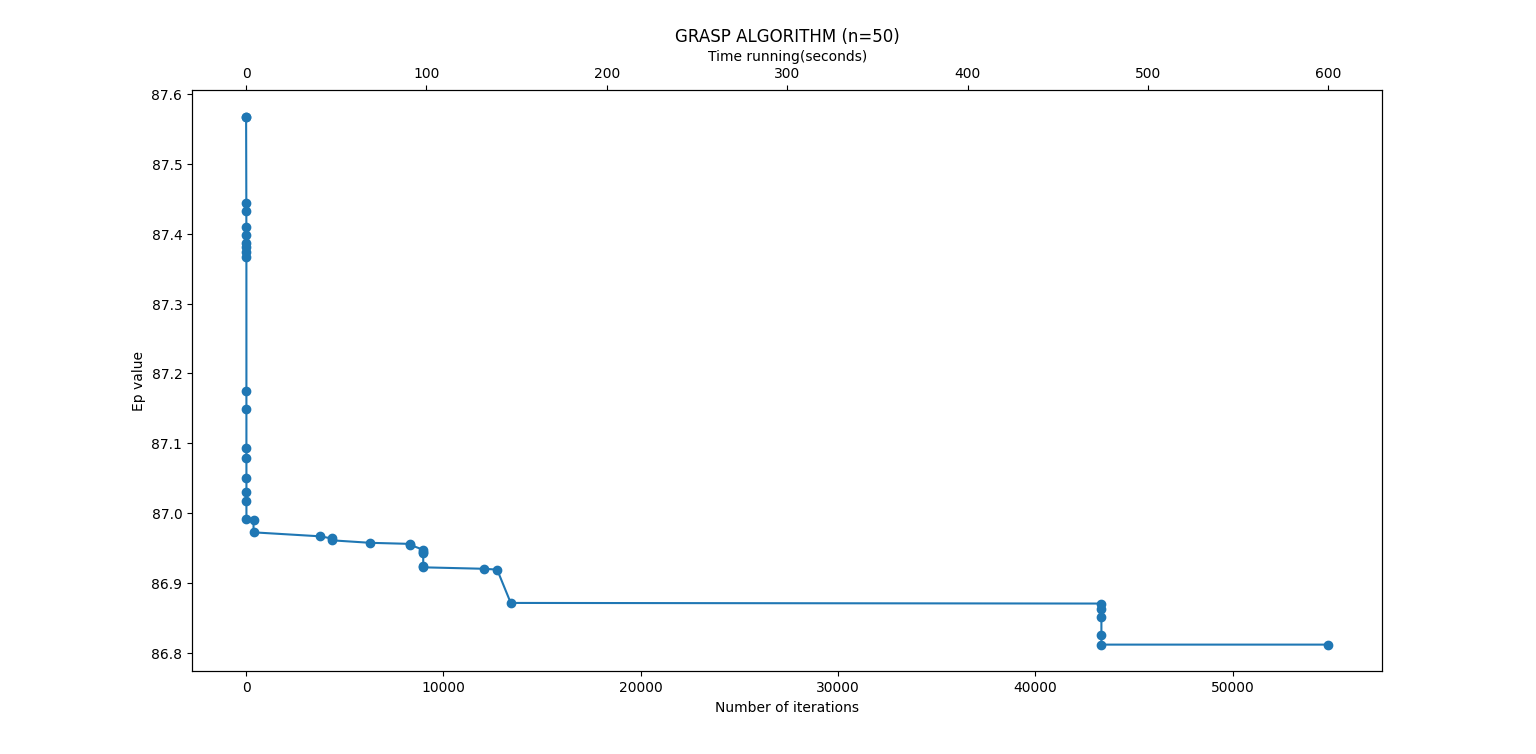 GRASP ALGORITHM (n=50)
Time running(seconds)
0 100 200 300 400 500 600
87.6
87.5
87.4
87.3
87.2
87.1
87.0
86.9
86.8
Ep value
0 10000 20000 30000 40000 50000
Number of iterations